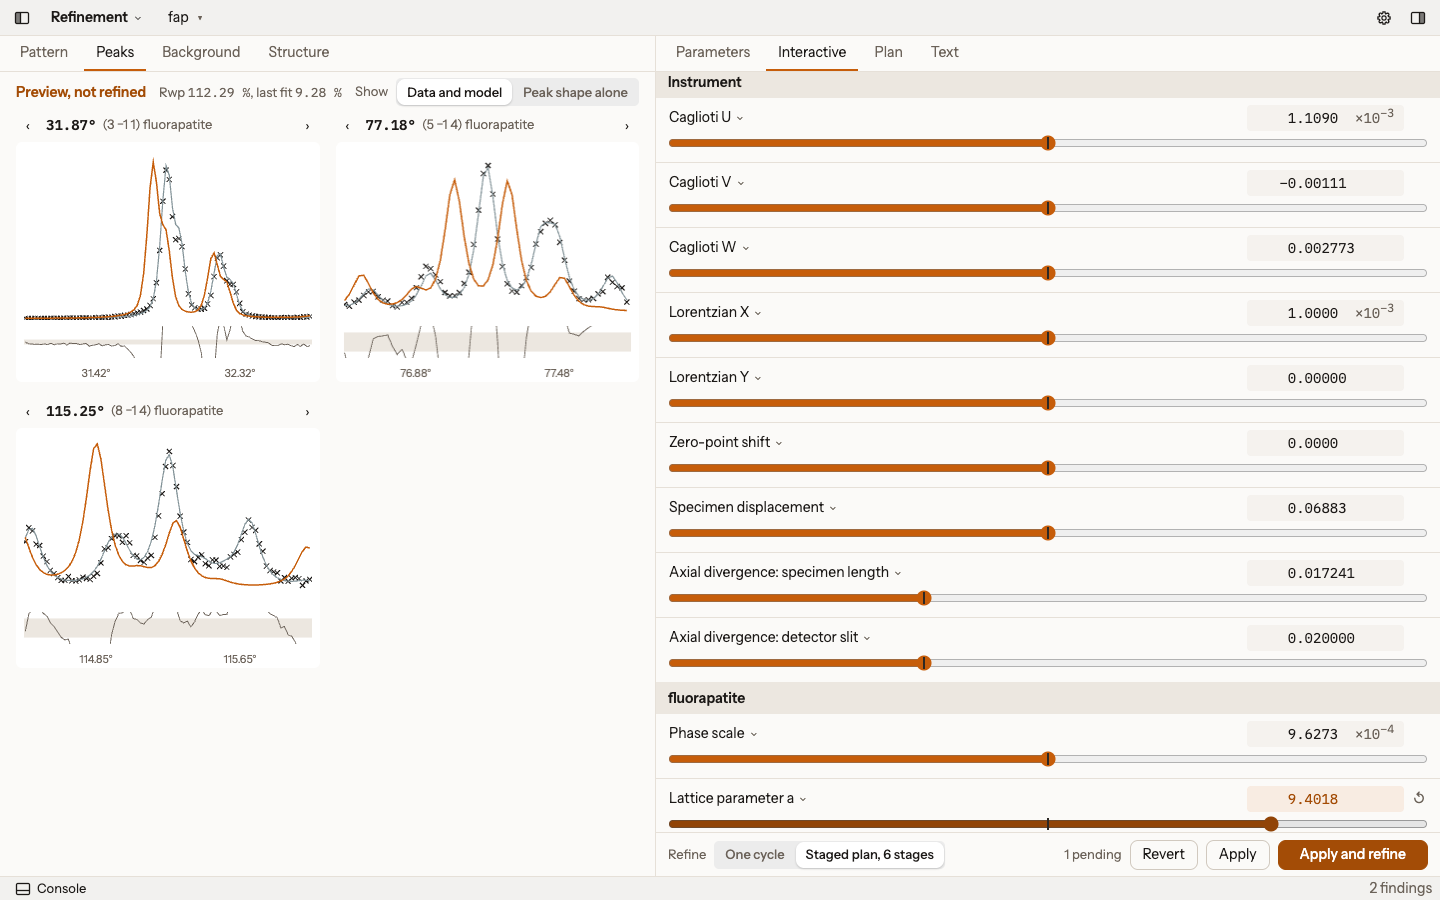 Refinement fap
Pattern Peaks Background Structure
Parameters Interactive Plan Text
Preview, not refined Rwp 112.29 %, last fit 9.28 % Show Data and model Peak shape alone
‹ 31.87° (3 −1 1) fluorapatite ›
‹ 77.18° (5 −1 4) fluorapatite ›
31.42° 32.32°
76.88° 77.48°
‹ 115.25° (8 −1 4) fluorapatite ›
114.85° 115.65°
Instrument
Caglioti U 1.1090 ×10⁻³
Caglioti V −0.00111
Caglioti W 0.002773
Lorentzian X 1.0000 ×10⁻³
Lorentzian Y 0.00000
Zero-point shift 0.0000
Specimen displacement 0.06883
Axial divergence: specimen length 0.017241
Axial divergence: detector slit 0.020000
fluorapatite
Phase scale 9.6273 ×10⁻⁴
Lattice parameter a 9.4018
Refine One cycle Staged plan, 6 stages 1 pending Revert Apply Apply and refine
Console 2 findings